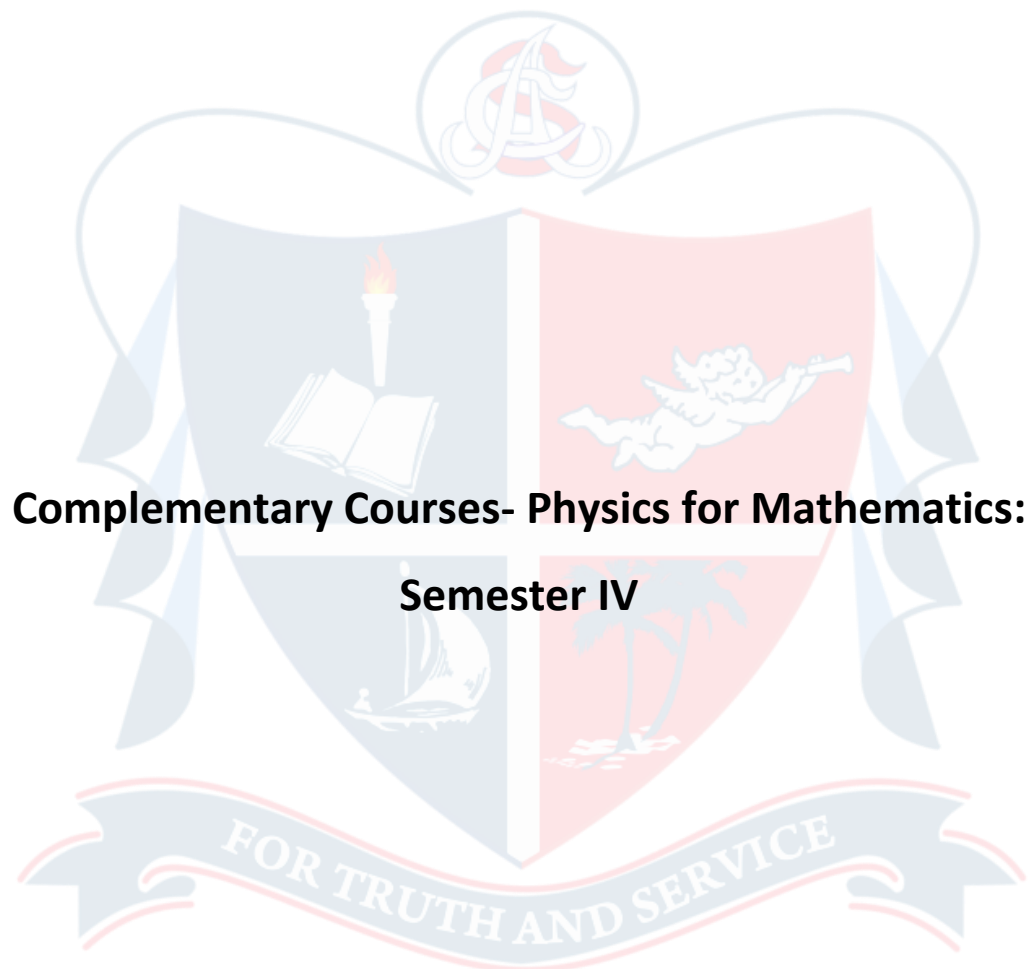 Complementary Courses- Physics for Mathematics:
Semester IV
FOR TRUTH AND SERVICE